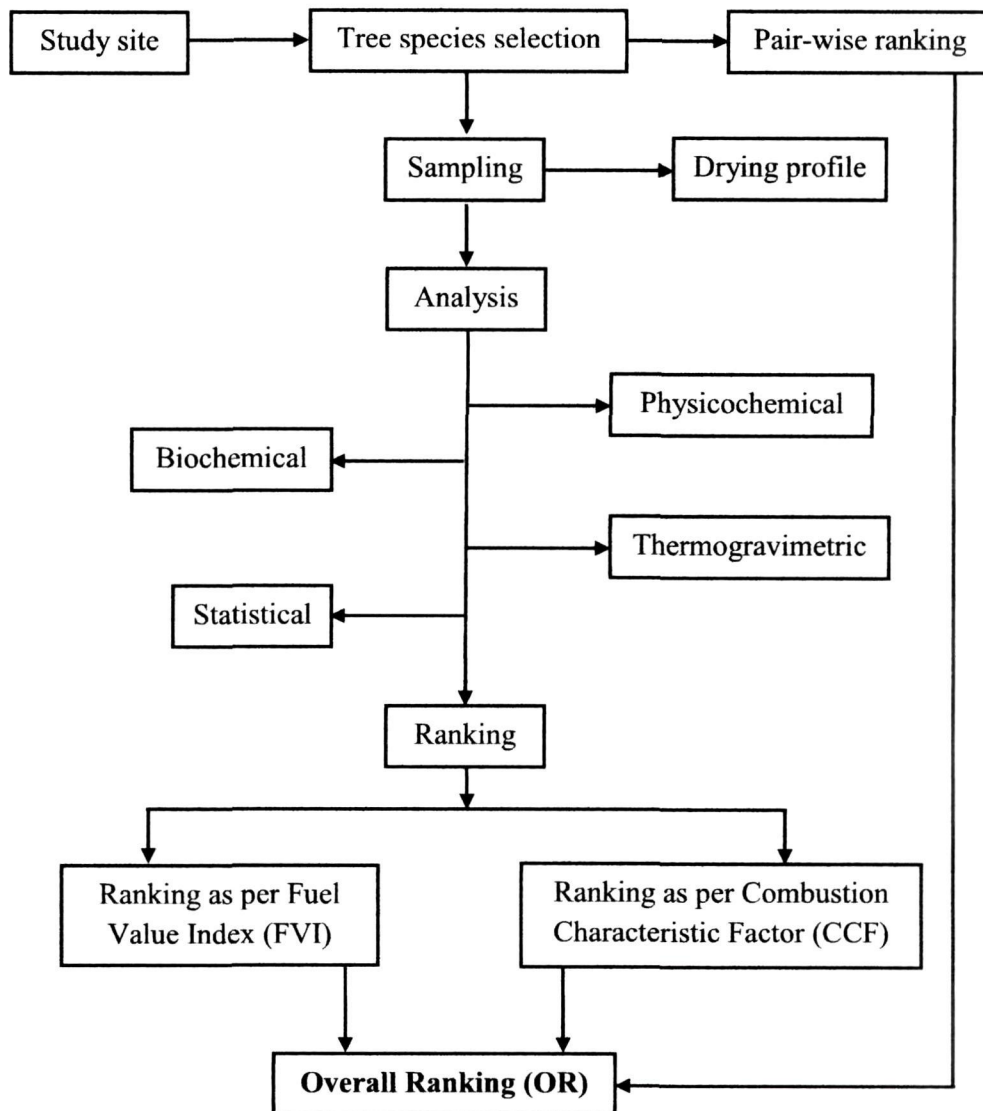 Study site
Tree species selection
Pair-wise ranking
Sampling
Drying profile
Analysis
Physicochemical
Biochemical
Thermogravimetric
Statistical
Ranking
Ranking as per Fuel
Value Index (FVI)
Ranking as per Combustion
Characteristic Factor (CCF)
Overall Ranking (OR)